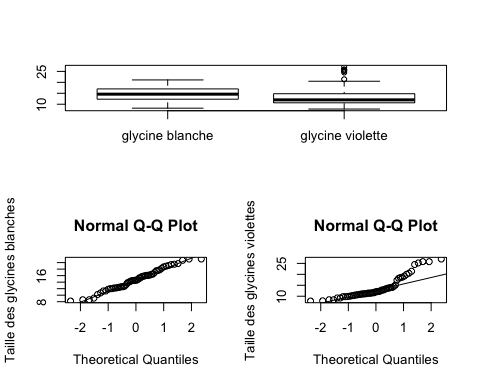 25
10
glycine blanche
glycine violette
Normal Q-Q Plot
Taille des glycines blanches
16
8
-2 -1 0 1 2
Theoretical Quantiles
Normal Q-Q Plot
Taille des glycines violettes
25
10
-2 -1 0 1 2
Theoretical Quantiles